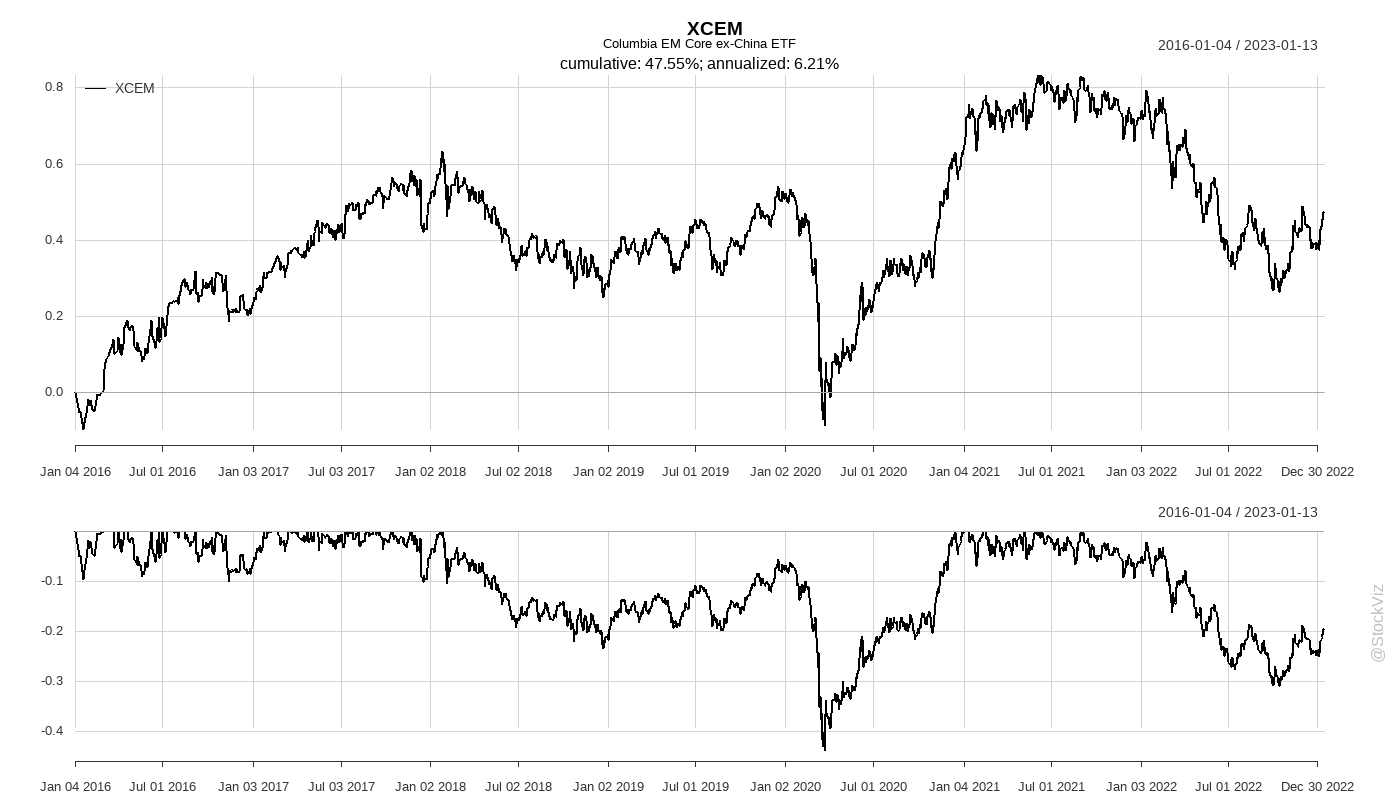 XCEM
Columbia EM Core ex-China ETF
cumulative: 47.55%; annualized: 6.21%
2016-01-04 / 2023-01-13
XCEM
0.8
0.6
0.4
0.2
0.0
Jan 04 2016 Jul 01 2016 Jan 03 2017 Jul 03 2017 Jan 02 2018 Jul 02 2018 Jan 02 2019 Jul 01 2019 Jan 02 2020 Jul 01 2020 Jan 04 2021 Jul 01 2021 Jan 03 2022 Jul 01 2022 Dec 30 2022
2016-01-04 / 2023-01-13
-0.1
-0.2
-0.3
-0.4
Jan 04 2016 Jul 01 2016 Jan 03 2017 Jul 03 2017 Jan 02 2018 Jul 02 2018 Jan 02 2019 Jul 01 2019 Jan 02 2020 Jul 01 2020 Jan 04 2021 Jul 01 2021 Jan 03 2022 Jul 01 2022 Dec 30 2022
@StockViz